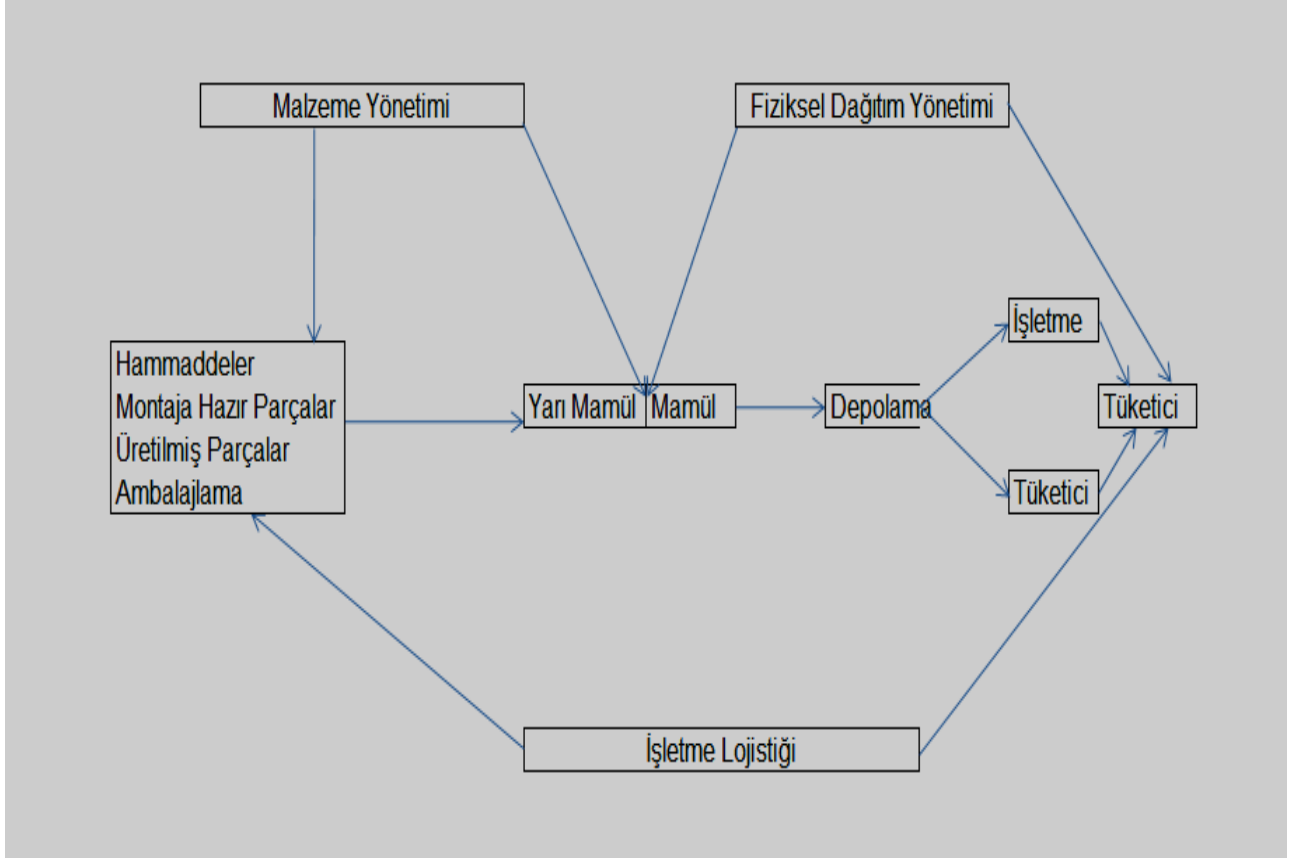 Malzeme Yönetimi
Fiziksel Dağıtım Yönetimi
Hammaddeler
Montaja Hazır Parçalar
Üretilmiş Parçalar
Ambalajlama
Yarı Mamül
Mamül
Depolama
İşletme
Tüketici
Tüketici
İşletme Lojistiği